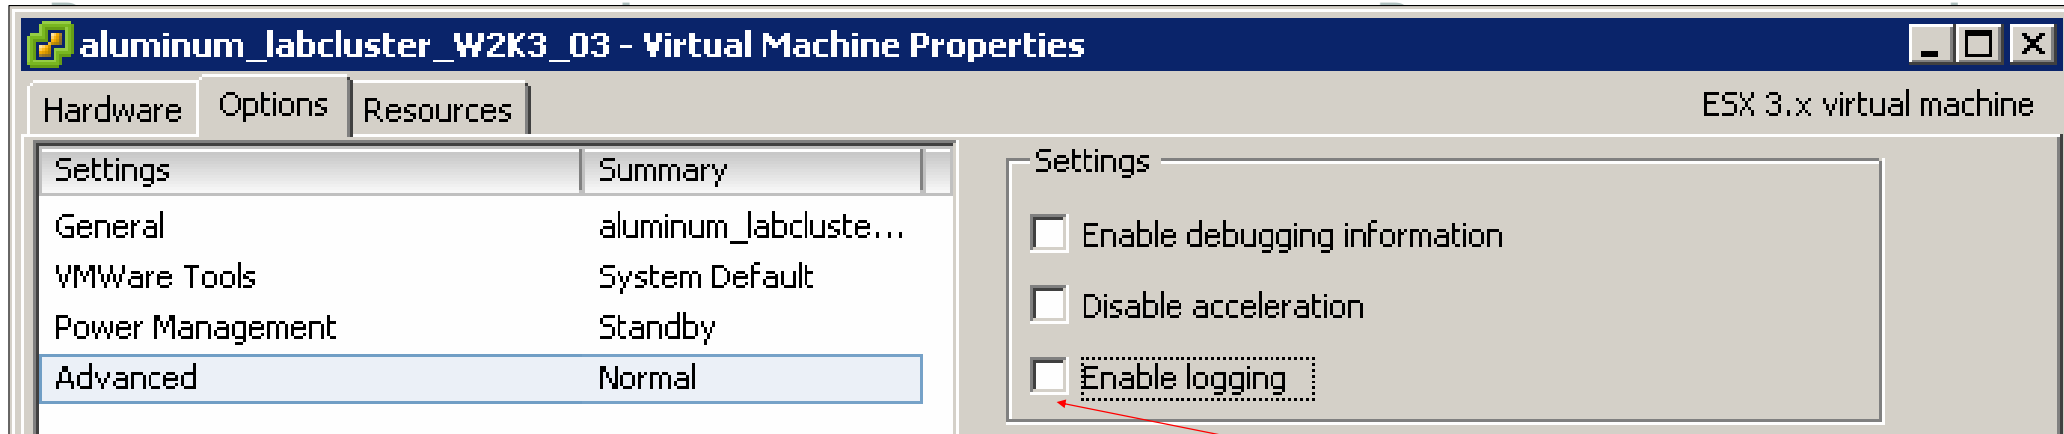 aluminum_labcluster_W2K3_03 - Virtual Machine Properties
Hardware Options Resources ESX 3.x virtual machine
Settings Summary
General aluminum_labcluste...
VMWare Tools System Default
Power Management Standby
Advanced Normal
Settings
Enable debugging information
Disable acceleration
Enable logging